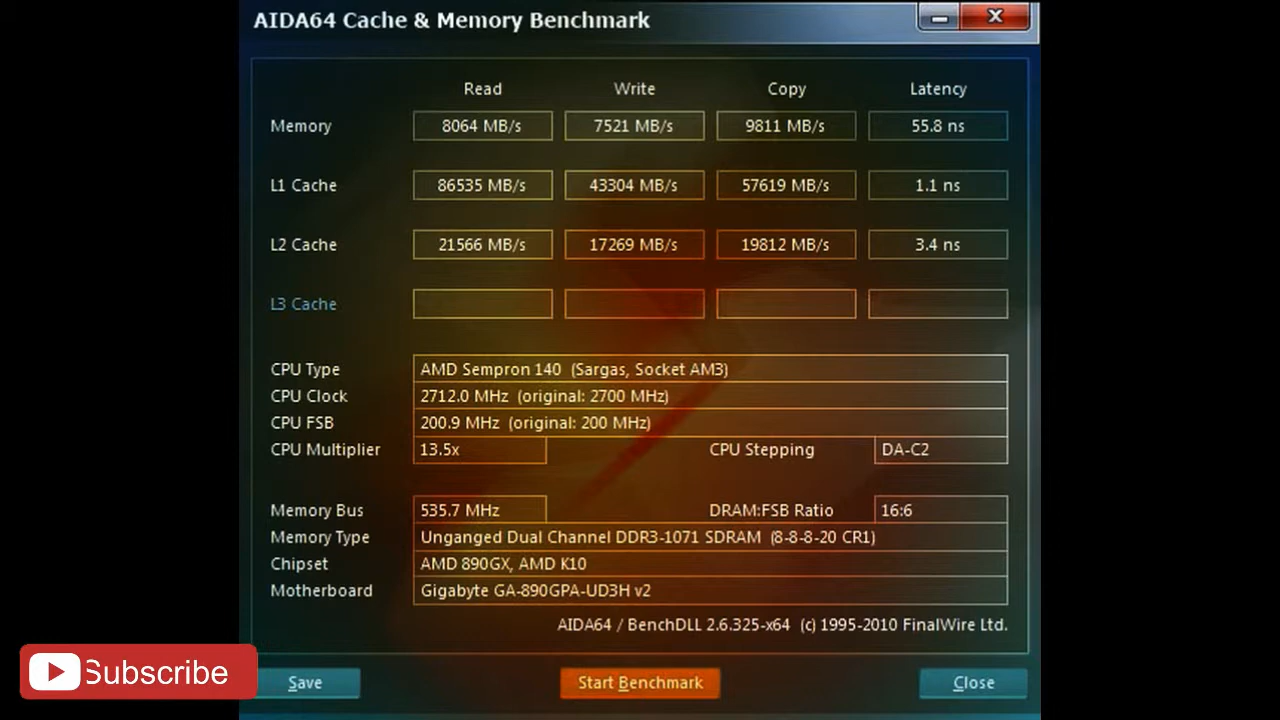 AIDA64 Cache & Memory Benchmark
Read Write Copy Latency
Memory 8064 MB/s 7521 MB/s 9811 MB/s 55.8 ns
L1 Cache 86535 MB/s 43304 MB/s 57619 MB/s 1.1 ns
L2 Cache 21566 MB/s 17269 MB/s 19812 MB/s 3.4 ns
L3 Cache
CPU Type AMD Sempron 140 (Sargas, Socket AM3)
CPU Clock 2712.0 MHz (original: 2700 MHz)
CPU FSB 200.9 MHz (original: 200 MHz)
CPU Multiplier 13.5x CPU Stepping DA-C2
Memory Bus 535.7 MHz DRAM:FSB Ratio 16:6
Memory Type Unganged Dual Channel DDR3-1071 SDRAM (8-8-8-20 CR1)
Chipset AMD 890GX, AMD K10
Motherboard Gigabyte GA-890GPA-UD3H v2
AIDA64 / BenchDLL 2.6.325-x64 (c) 1995-2010 FinalWire Ltd.
Subscribe Save Start Benchmark Close